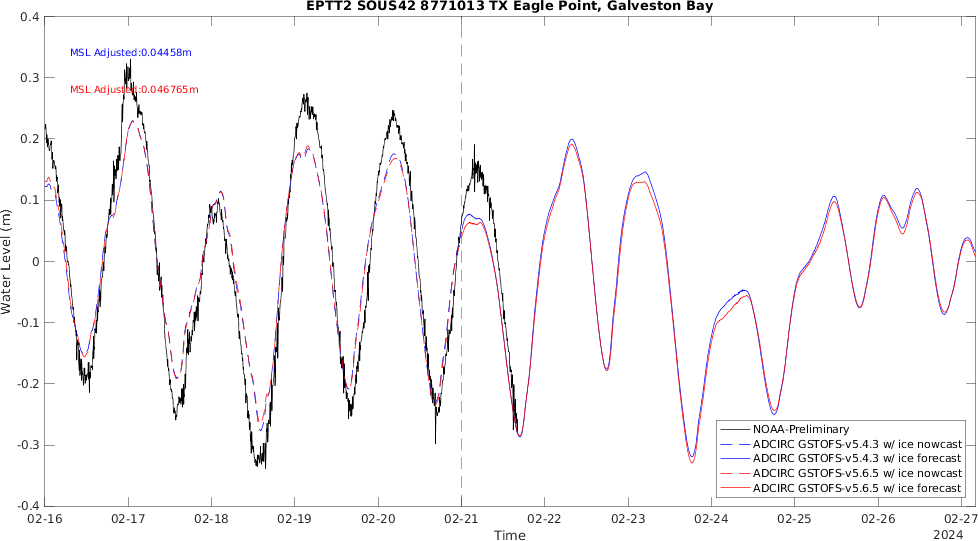 EPTT2 SOUS42 8771013 TX Eagle Point, Galveston Bay
MSL Adjusted:0.04458m
MSL Adjusted:0.046765m
Water Level (m)
0.4
0.3
0.2
0.1
0
-0.1
-0.2
-0.3
-0.4
NOAA-Preliminary
ADCIRC GSTOFS-v5.4.3 w/ ice nowcast
ADCIRC GSTOFS-v5.4.3 w/ ice forecast
ADCIRC GSTOFS-v5.6.5 w/ ice nowcast
ADCIRC GSTOFS-v5.6.5 w/ ice forecast
02-16 02-17 02-18 02-19 02-20 02-21 02-22 02-23 02-24 02-25 02-26 02-27
Time
2024